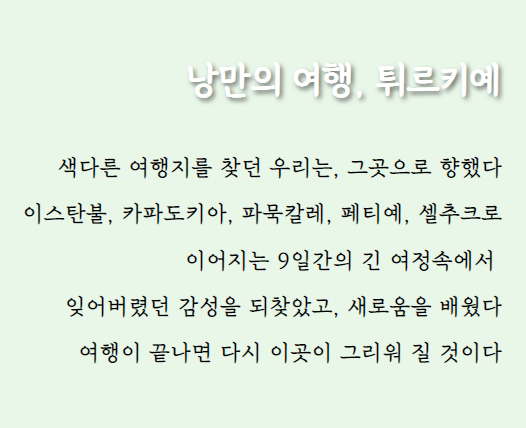 낭만의 여행, 튀르키예
색다른 여행지를 찾던 우리는, 그곳으로 향했다
이스탄불, 카파도키아, 파묵칼레, 페티예, 셀추크로
이어지는 9일간의 긴 여정속에서
잊어버렸던 감성을 되찾았고, 새로움을 배웠다
여행이 끝나면 다시 이곳이 그리워 질 것이다